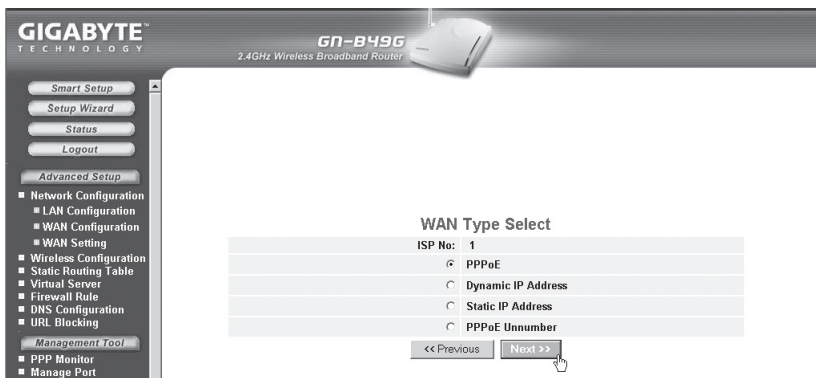 GIGABYTE™
TECHNOLOGY
GN-B49G
2.4GHz Wireless Broadband Router
Smart Setup
Setup Wizard
Status
Logout
Advanced Setup
Network Configuration
LAN Configuration
WAN Configuration
WAN Setting
Wireless Configuration
Static Routing Table
Virtual Server
Firewall Rule
DNS Configuration
URL Blocking
Management Tool
PPP Monitor
Manage Port
WAN Type Select
ISP No: 1
PPPoE
Dynamic IP Address
Static IP Address
PPPoE Unnumber
<< Previous Next >>